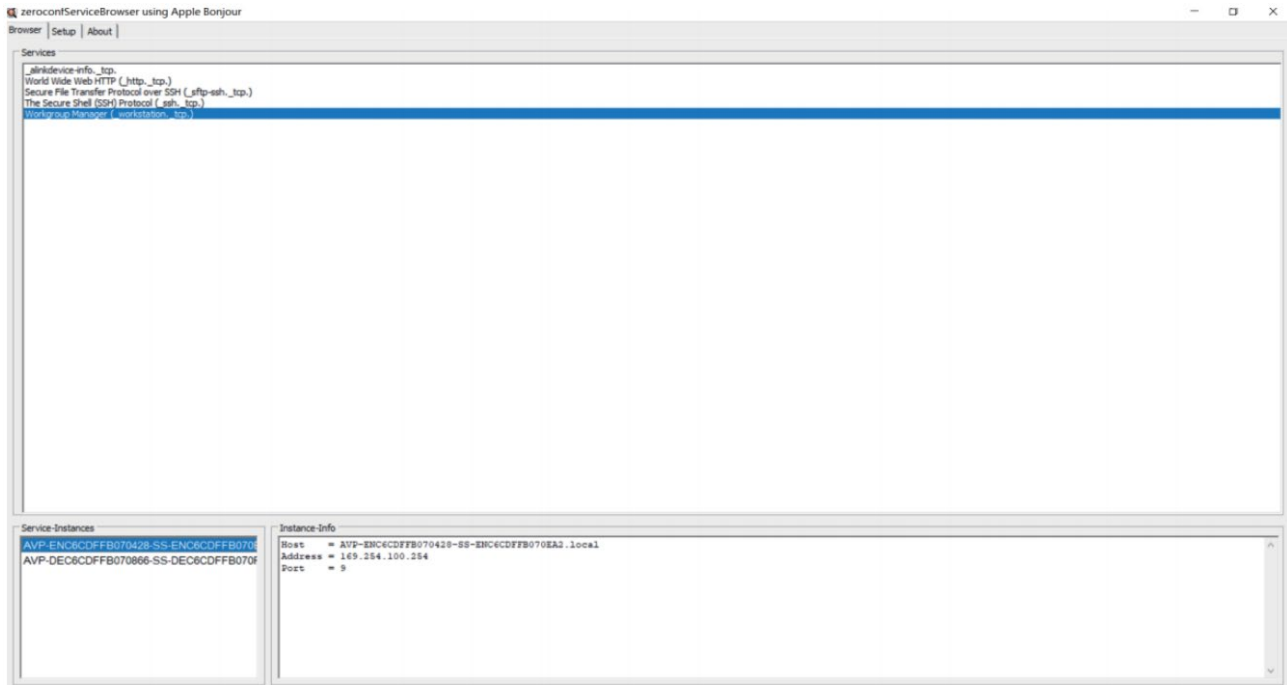 zeroconfServiceBrowser using Apple Bonjour
Browser Setup About
Services
_alinkdevice-info._tcp.
World Wide Web HTTP (_http._tcp.)
Secure File Transfer Protocol over SSH (_sftp-ssh._tcp.)
The Secure Shell (SSH) Protocol (_ssh._tcp.)
Workgroup Manager (_workstation._tcp.)
Service-Instances
AVP-ENC6CDFFB070428-SS-ENC6CDFFB070
AVP-DEC6CDFFB070866-SS-DEC6CDFFB070
Instance-Info
Host = AVP-ENC6CDFFB070428-SS-ENC6CDFFB070EA2.local
Address = 169.254.100.254
Port = 9